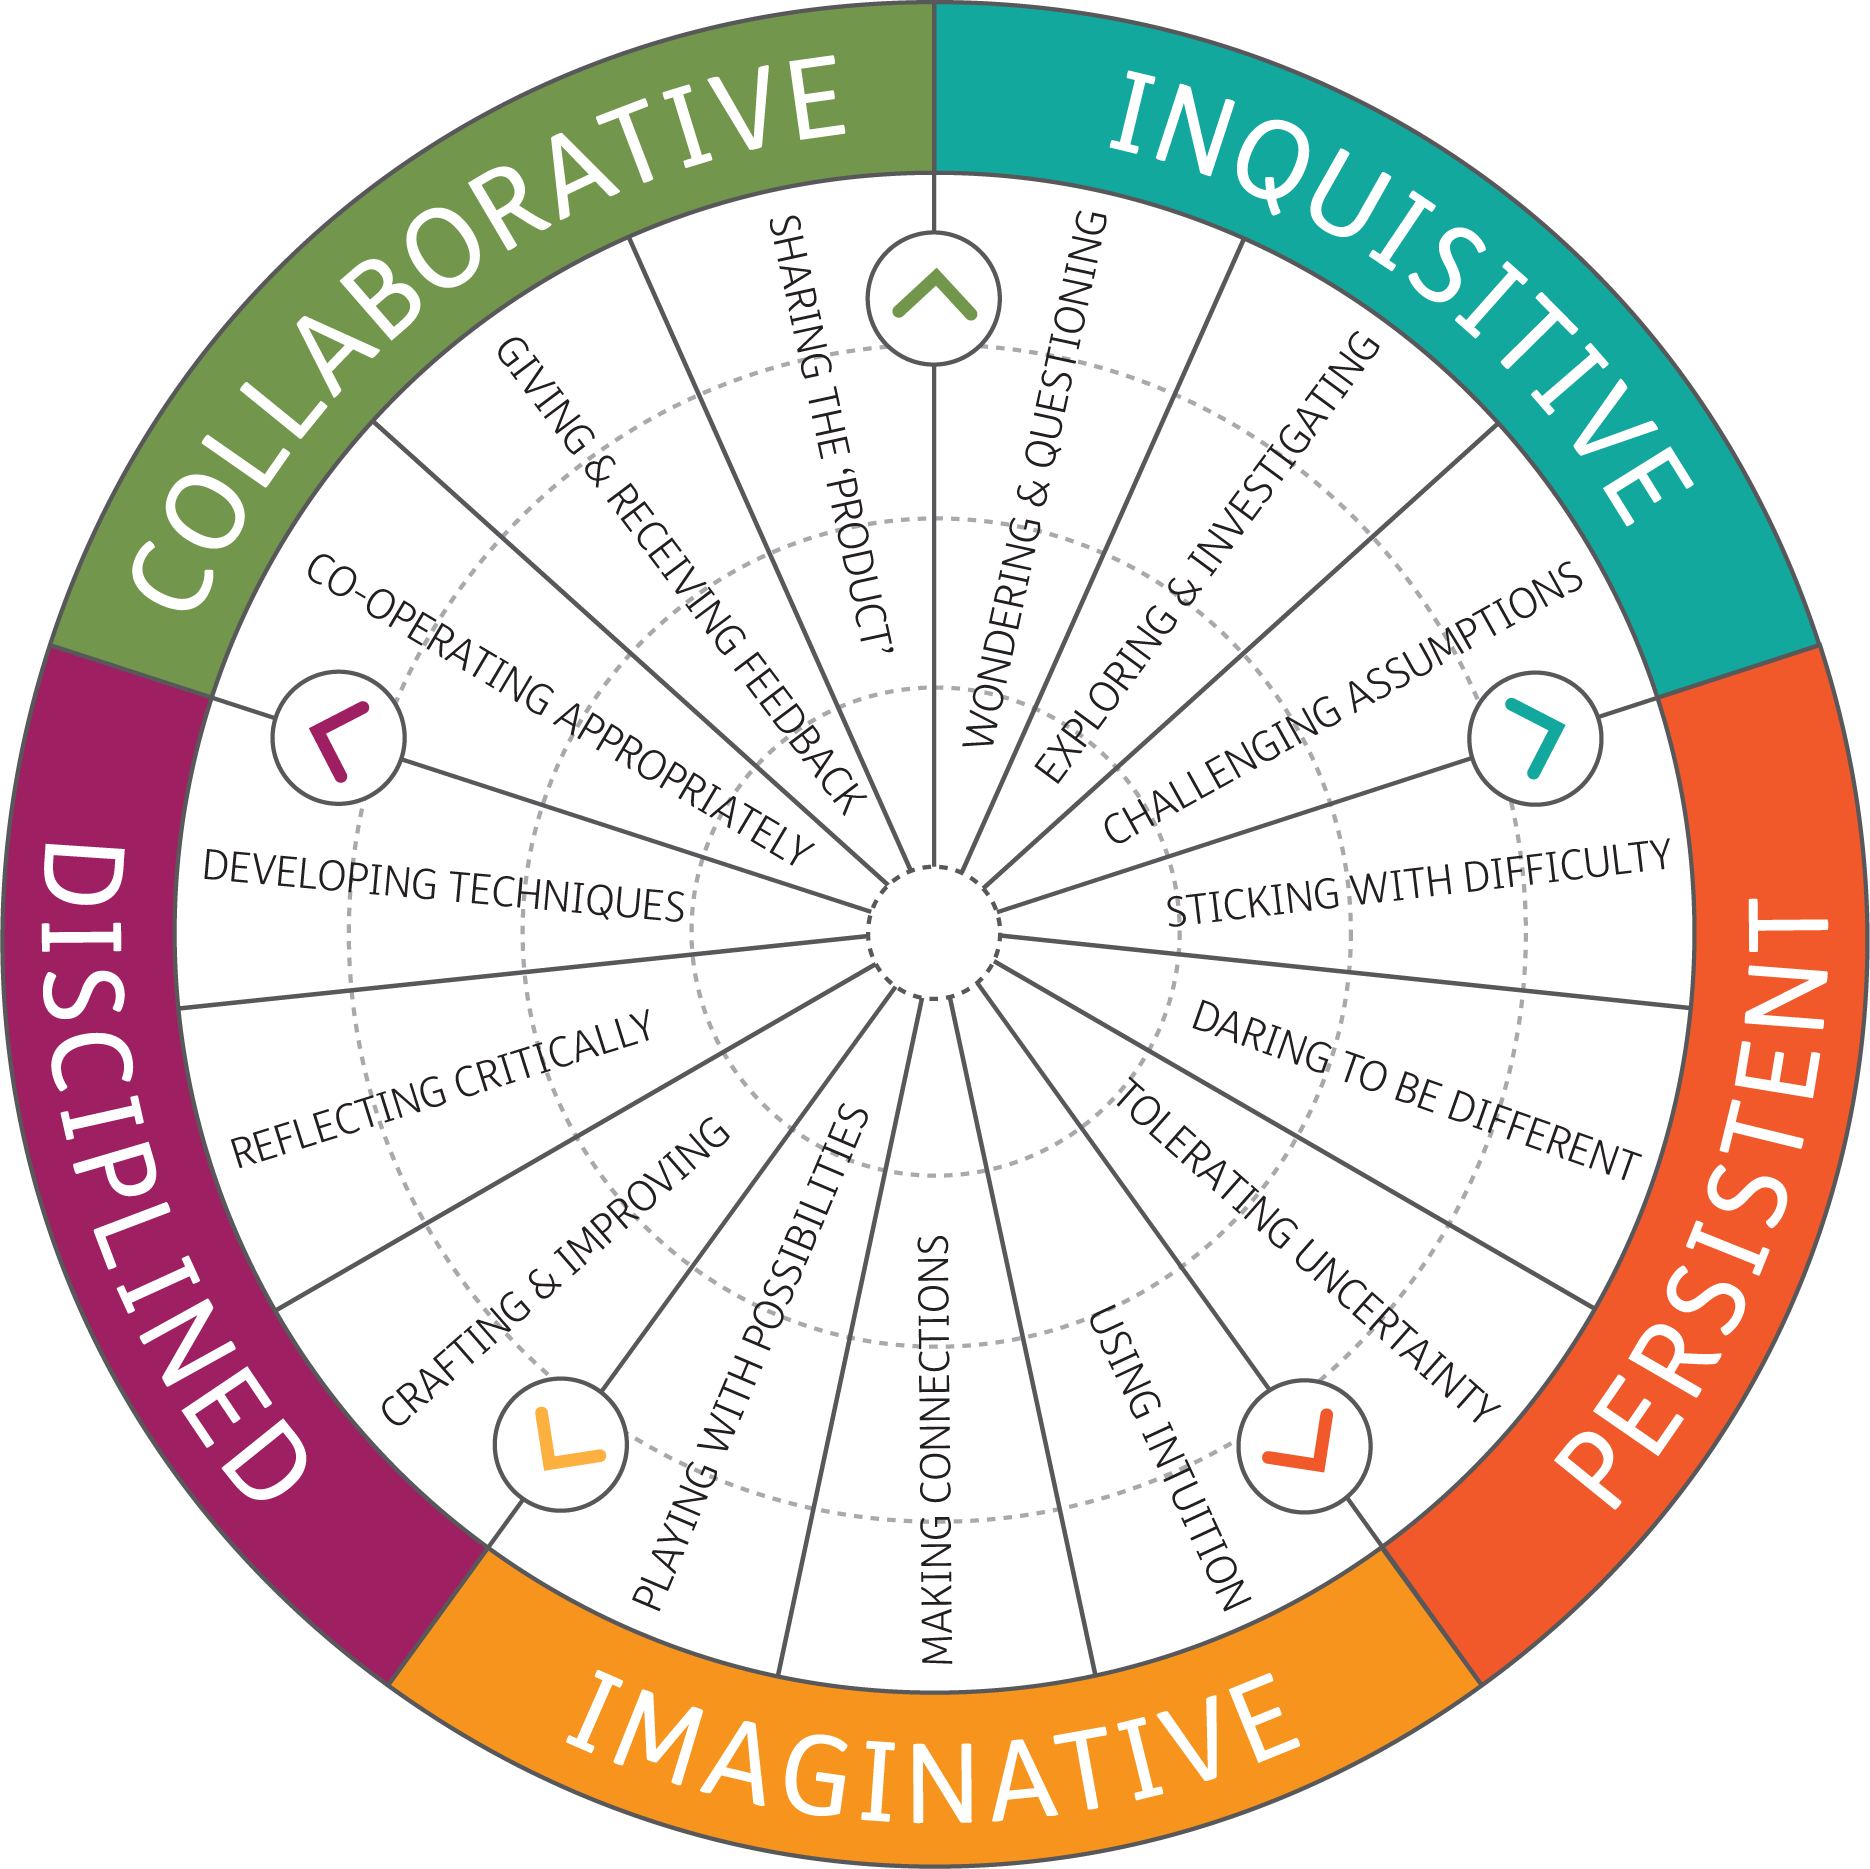 INQUISITIVE
WONDERING & QUESTIONING
EXPLORING & INVESTIGATING
CHALLENGING ASSUMPTIONS
PERSISTENT
STICKING WITH DIFFICULTY
DARING TO BE DIFFERENT
TOLERATING UNCERTAINTY
IMAGINATIVE
USING INTUITION
MAKING CONNECTIONS
PLAYING WITH POSSIBILITIES
DISCIPLINED
CRAFTING & IMPROVING
REFLECTING CRITICALLY
DEVELOPING TECHNIQUES
COLLABORATIVE
CO-OPERATING APPROPRIATELY
GIVING & RECEIVING FEEDBACK
SHARING THE ‘PRODUCT’